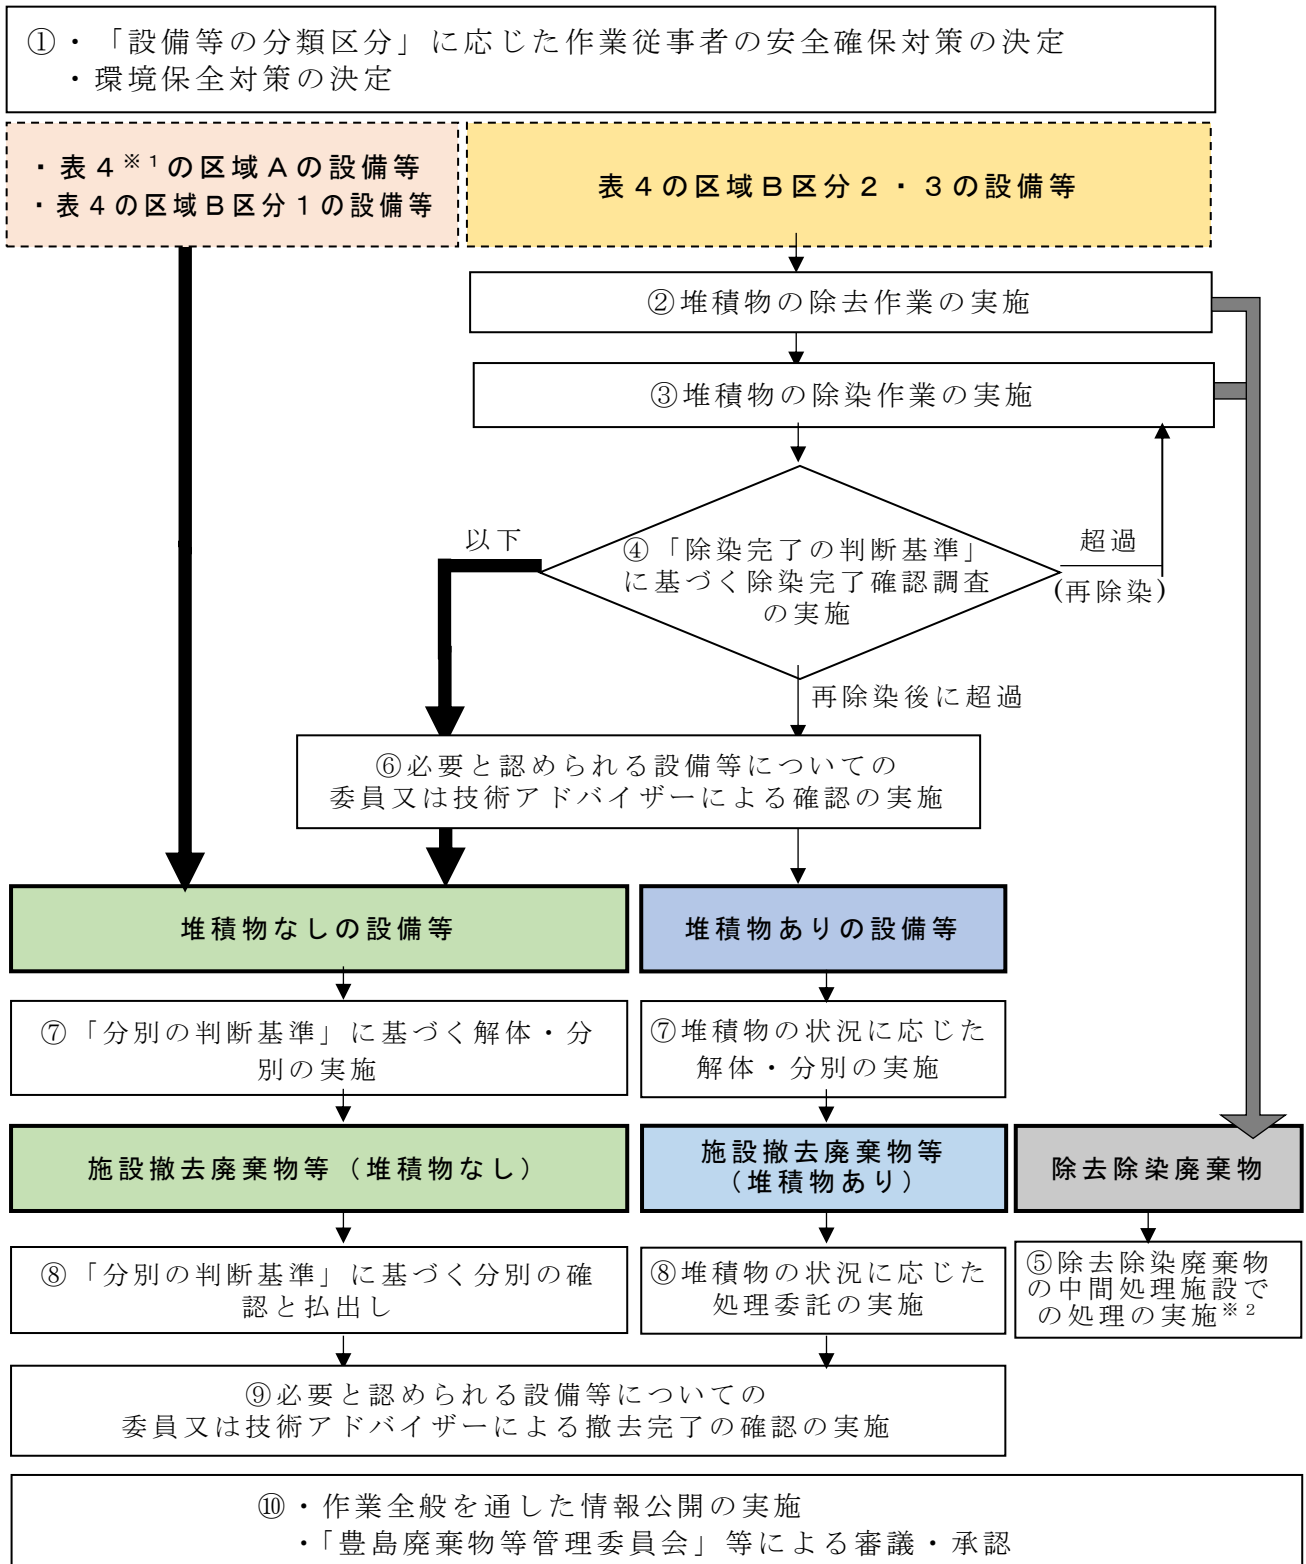 ①・「設備等の分類区分」に応じた作業従事者の安全確保対策の決定
・環境保全対策の決定
・表4※1の区域Aの設備等
・表4の区域B区分1の設備等
表4の区域B区分2・3の設備等
②堆積物の除去作業の実施
③堆積物の除染作業の実施
以下
④「除染完了の判断基準」
に基づく除染完了確認調査
の実施
超過
(再除染)
再除染後に超過
⑥必要と認められる設備等についての
委員又は技術アドバイザーによる確認の実施
堆積物なしの設備等
堆積物ありの設備等
⑦「分別の判断基準」に基づく解体・分
別の実施
⑦堆積物の状況に応じた
解体・分別の実施
施設撤去廃棄物等(堆積物なし)
施設撤去廃棄物等
(堆積物あり)
除去除染廃棄物
⑧「分別の判断基準」に基づく分別の確
認と払出し
⑧堆積物の状況に応じた
処理委託の実施
⑤除去除染廃棄物
の中間処理施設で
の処理の実施※2
⑨必要と認められる設備等についての
委員又は技術アドバイザーによる撤去完了の確認の実施
⑩・作業全般を通した情報公開の実施
・「豊島廃棄物等管理委員会」等による審議・承認